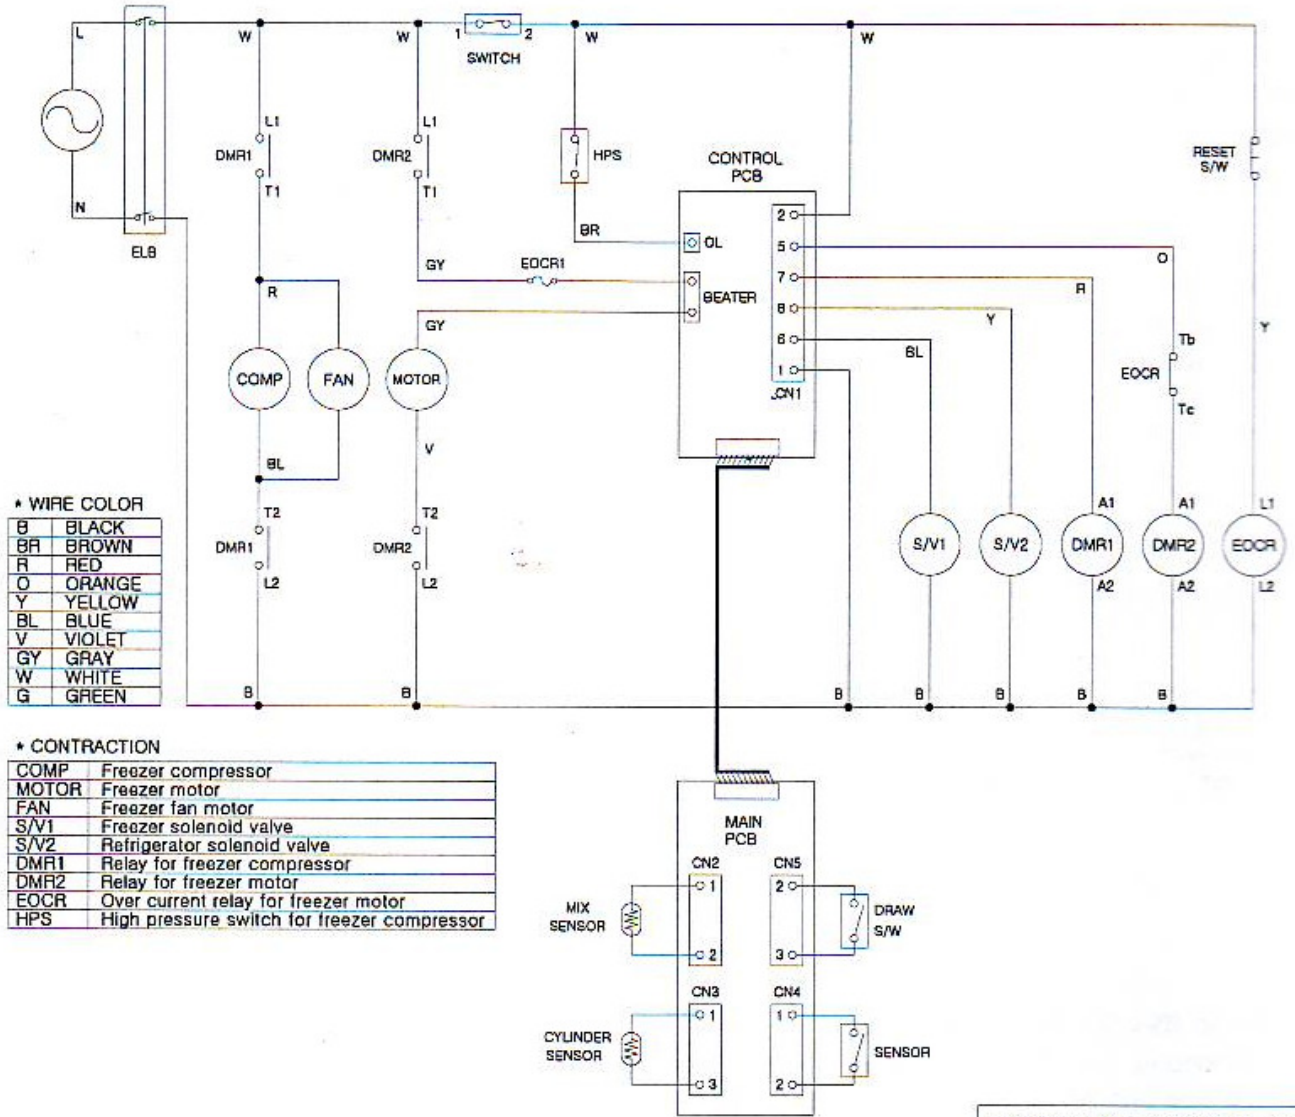 L
W
W
1
2
W
W
SWITCH
L1
DMR1
T1
L1
DMR2
T1
HPS
CONTROL
PCB
RESET
S/W
N
ELB
BR
OL
2
5
O
GY
EOCR1
BEATER
7
R
R
GY
8
Y
Y
6
BL
Tb
EOCR
Tc
COMP
FAN
MOTOR
1
CN1
BL
V
T2
DMR1
L2
T2
DMR2
L2
A1
A1
L1
S/V1
S/V2
DMR1
DMR2
EOCR
A2
A2
L2
B
B
B
B
B
B
B
* WIRE COLOR
B BLACK
BR BROWN
R RED
O ORANGE
Y YELLOW
BL BLUE
V VIOLET
GY GRAY
W WHITE
G GREEN
* CONTRACTION
COMP Freezer compressor
MOTOR Freezer motor
FAN Freezer fan motor
S/V1 Freezer solenoid valve
S/V2 Refrigerator solenoid valve
DMR1 Relay for freezer compressor
DMR2 Relay for freezer motor
EOCR Over current relay for freezer motor
HPS High pressure switch for freezer compressor
MAIN
PCB
CN2
CN5
1
2
MIX
SENSOR
DRAW
S/W
2
3
CN3
CN4
1
1
CYLINDER
SENSOR
SENSOR
3
2